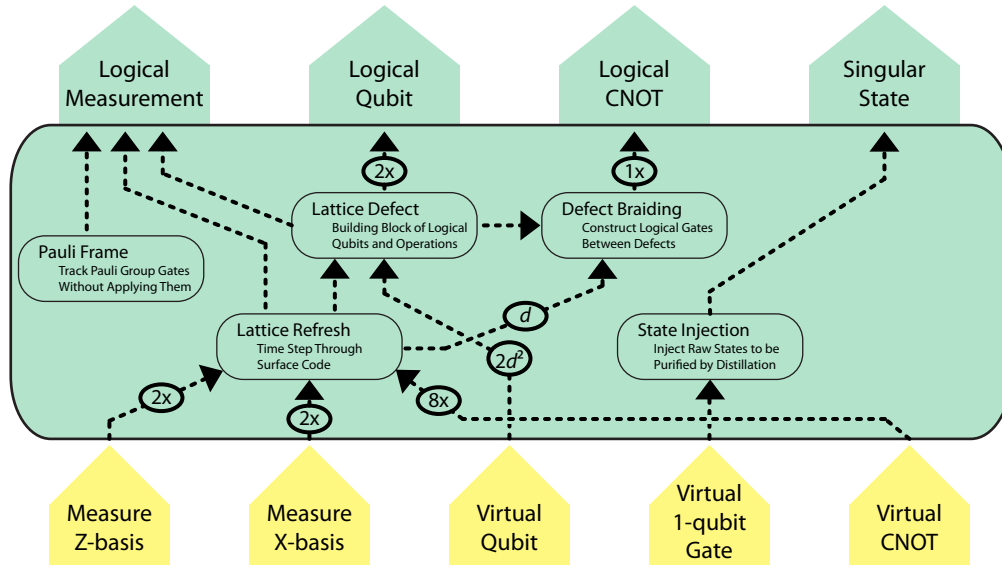 Logical
Measurement
Logical
Qubit
Logical
CNOT
Singular
State
2x
1x
Lattice Defect
Building Block of Logical
Qubits and Operations
Defect Braiding
Construct Logical Gates
Between Defects
Pauli Frame
Track Pauli Group Gates
Without Applying Them
Lattice Refresh
Time Step Through
Surface Code
d
2d²
State Injection
Inject Raw States to be
Purified by Distillation
2x
2x
8x
Measure
Z-basis
Measure
X-basis
Virtual
Qubit
Virtual
1-qubit
Gate
Virtual
CNOT